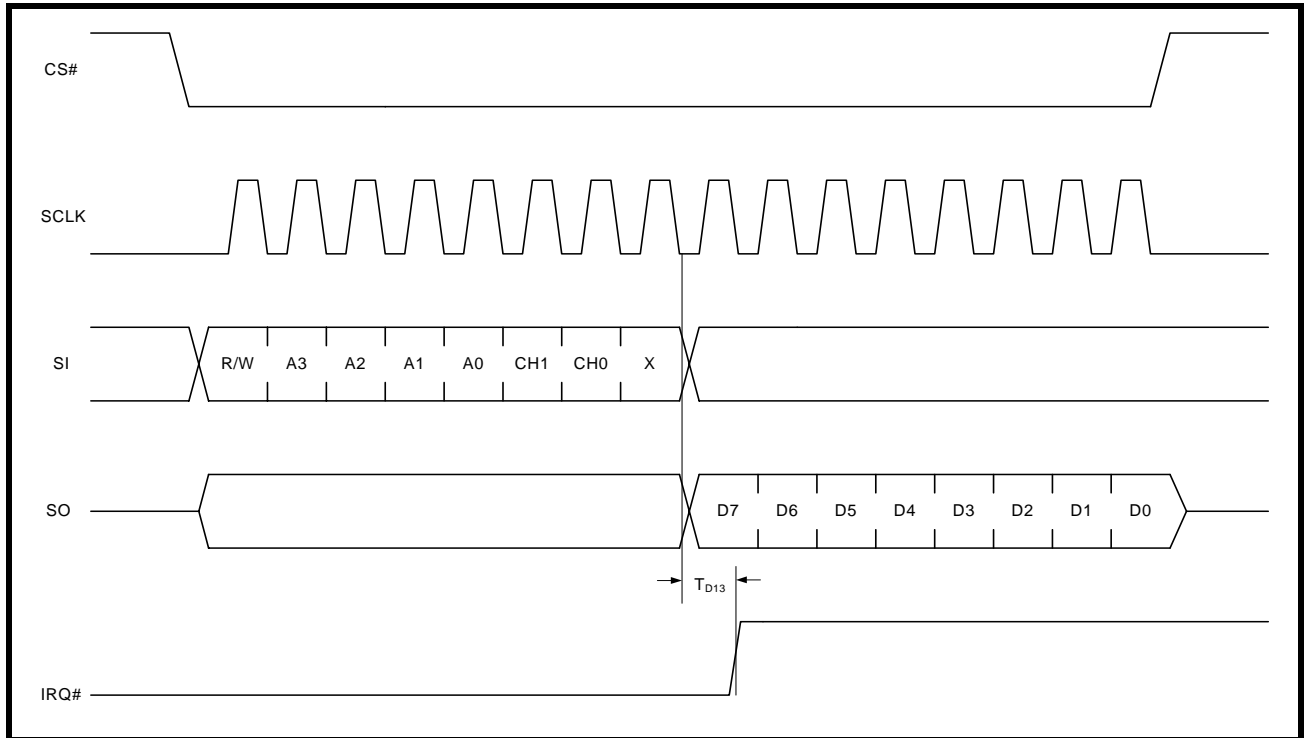 CS#
SCLK
SI
R/W A3 A2 A1 A0 CH1 CH0 X
SO
D7 D6 D5 D4 D3 D2 D1 D0
TD13
IRQ#